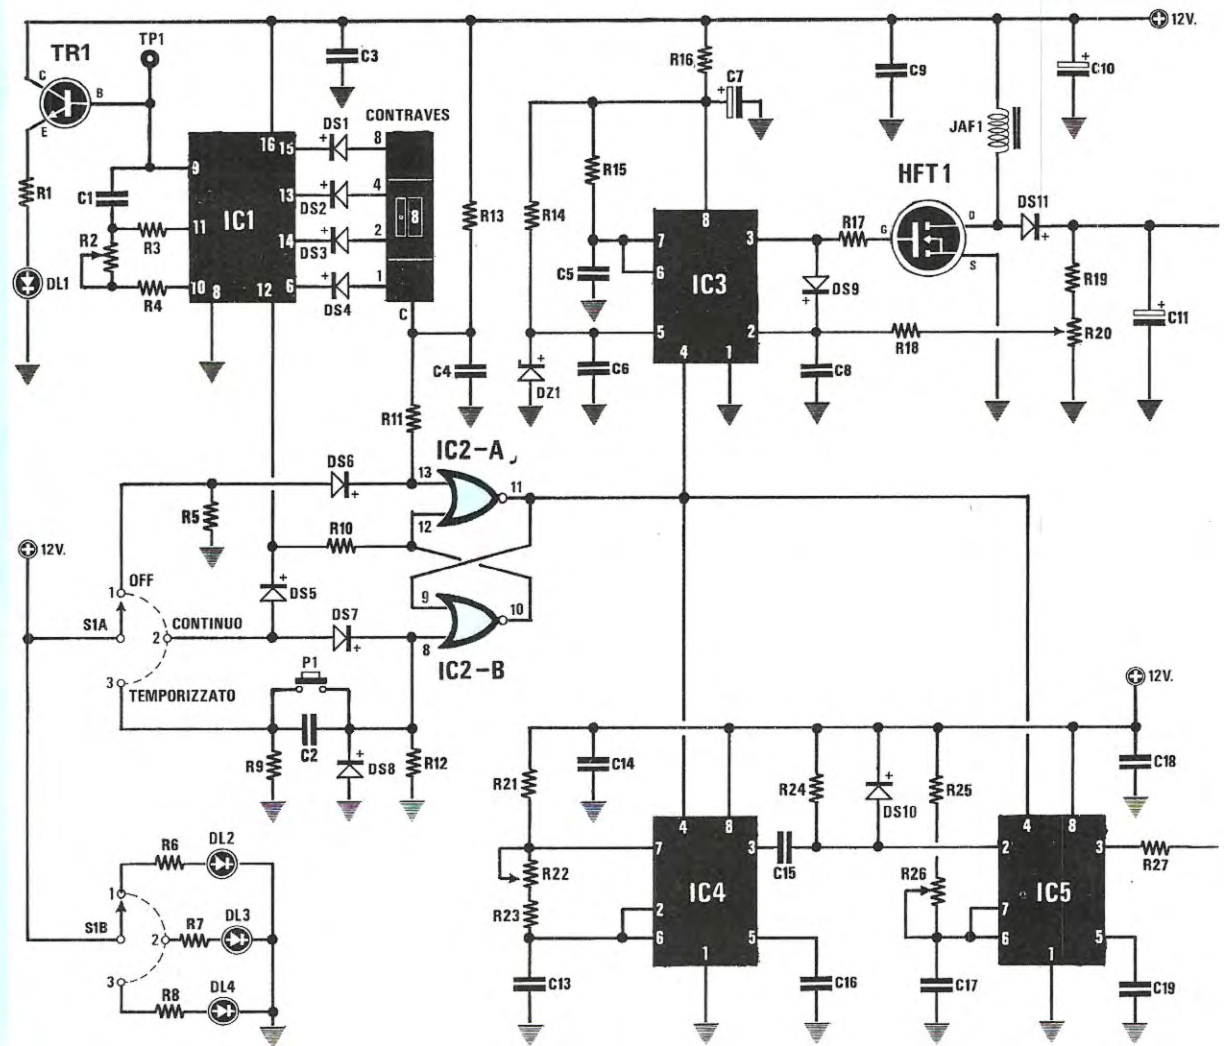 12V.
TR1
TP1
C
B
E
C3
R16
C7
C9
C10
CONTRAVES
JAF1
DS1
8
16
15
9
C1
R1
IC1
13
DS2
4
8
R13
R14
R15
8
HFT1
R2
R3
11
14
DS3
2
7
3
R17
G
D
S
DS11
DL1
R4
10
8
12
6
DS4
1
C
C5
6
IC3
DS9
R19
5
2
R18
R20
C11
C4
DZ1
C6
4
1
C8
R11
IC2-A
DS6
13
11
12
R5
R10
12V.
1
OFF
DS5
9
10
S1A
2
CONTINUO
DS7
8
IC2-B
3
TEMPORIZZATO
P1
12V.
C2
R9
DS8
R12
C14
C18
R21
R24
DS10
R25
4
8
4
8
R6
DL2
7
3
C15
2
3
R27
R22
IC4
R26
IC5
1
R23
2
7
S1B
2
R7
DL3
6
5
6
5
1
1
3
R8
DL4
C13
C16
C17
C19